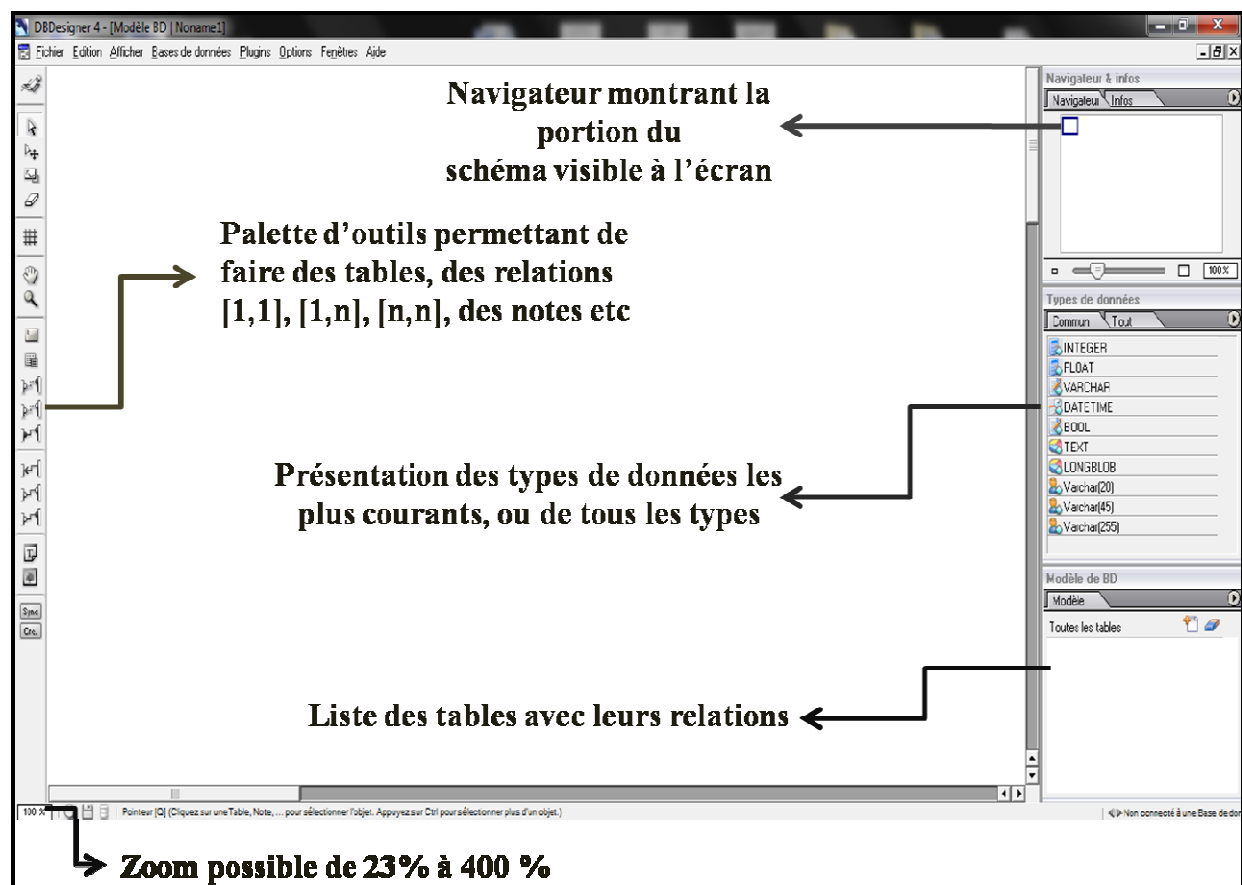 DBDesigner 4 - [Modèle BD | Noname1]
Fichier Edition Afficher Bases de données Plugins Options Fenêtres Aide
Navigateur & infos
Navigateur Infos
Navigateur montrant la
portion du
schéma visible à l’écran
Palette d’outils permettant de
faire des tables, des relations
[1,1], [1,n], [n,n], des notes etc
100%
Types de données
Commun Tout
INTEGER
FLOAT
VARCHAR
DATETIME
BOOL
TEXT
LONGBLOB
Varchar(20)
Varchar(45)
Varchar(255)
Présentation des types de données les
plus courants, ou de tous les types
Modèle de BD
Modèle
Toutes les tables
Sync
Cre.
Liste des tables avec leurs relations
100 %
Pointeur [Q] (Cliquez sur une Table, Note, ... pour sélectionner l'objet. Appuyez sur Ctrl pour sélectionner plus d'un objet.)
Non connecté à une Base de don
Zoom possible de 23% à 400 %